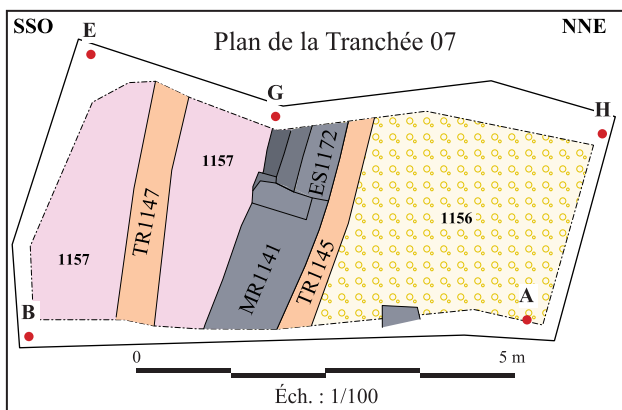 SSO
NNE
Plan de la Tranchée 07
E
G
H
1157
ES1172
1156
TR1147
1157
MR1141
TR1145
B
A
0
5 m
Éch. : 1/100